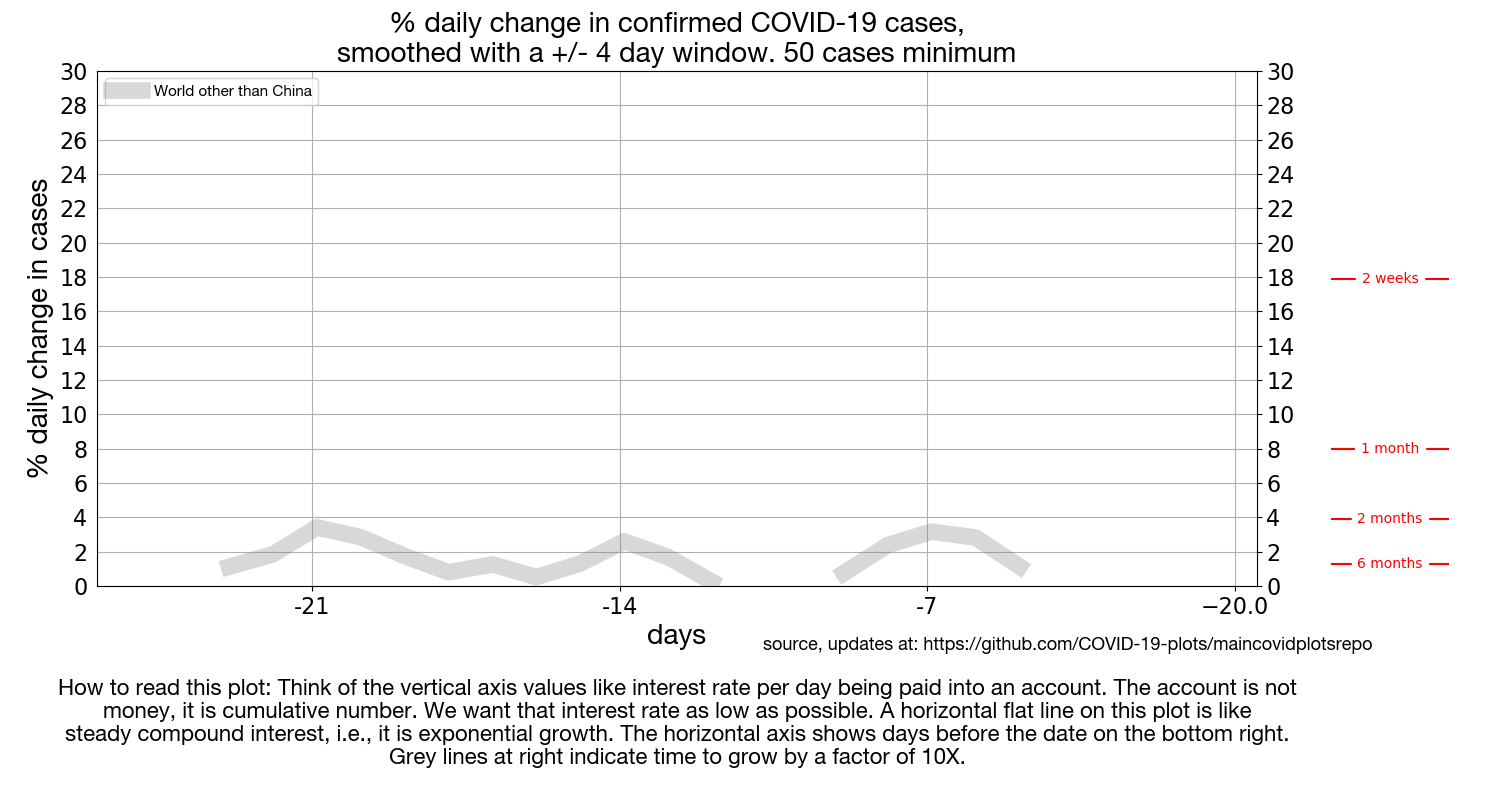 % daily change in confirmed COVID-19 cases,
smoothed with a +/- 4 day window. 50 cases minimum
World other than China
% daily change in cases
30
28
26
24
22
20
18
16
14
12
10
8
6
4
2
0
30
28
26
24
22
20
18
16
14
12
10
8
6
4
2
0
2 weeks
1 month
2 months
6 months
-21
-14
-7
−20.0
days
source, updates at: https://github.com/COVID-19-plots/maincovidplotsrepo
How to read this plot: Think of the vertical axis values like interest rate per day being paid into an account. The account is not
money, it is cumulative number. We want that interest rate as low as possible. A horizontal flat line on this plot is like
steady compound interest, i.e., it is exponential growth. The horizontal axis shows days before the date on the bottom right.
Grey lines at right indicate time to grow by a factor of 10X.